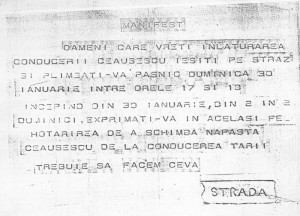 MANIFEST
OAMENI CARE VRETI INLATURAREA
CONDUCERII CEAUSESCU IESITI PE STRAZ
SI PLIMBATI-VA PASNIC DUMINICA 30
IANUARIE INTRE ORELE 17 SI 13
INCEPIND DIN 30 IANUARIE, DIN 2 IN 2
DUMINICI, EXPRIMATI-VA IN ACELASI FEL
HOTARIREA DE A SCHIMBA NAPASTA
CEAUSESCU DE LA CONDUCEREA TARII
TREBUIE SA FACEM CEVA
STRADA